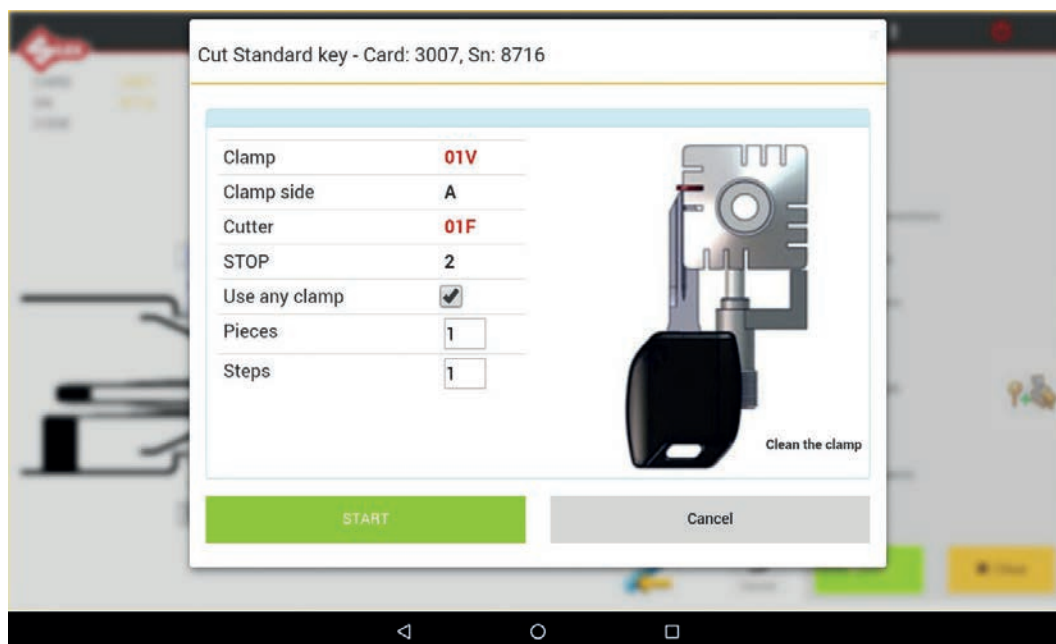 Cut Standard key - Card: 3007, Sn: 8716
Clamp 01V
Clamp side A
Cutter 01F
STOP 2
Use any clamp
Pieces 1
Steps 1
Clean the clamp
START Cancel